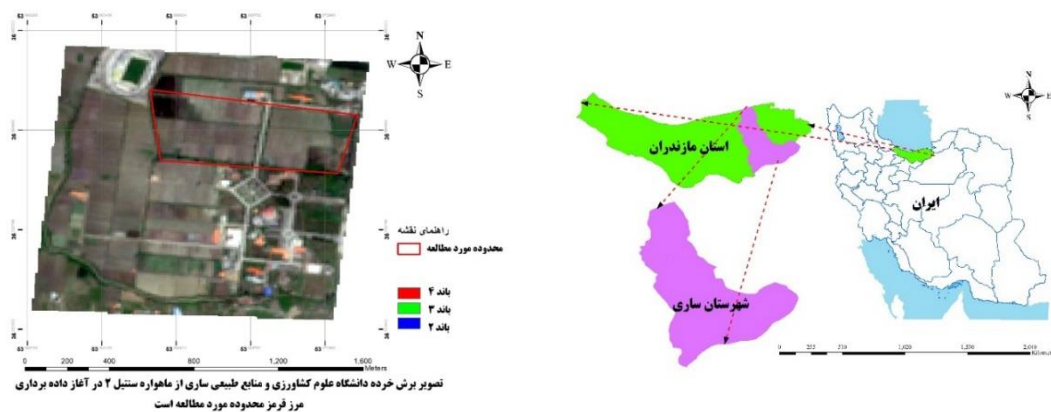 N
W
E
S
راهنمای نقشه
محدوده مورد مطالعه
باند ۴
باند ۳
باند ۲
0 200 400 800 1,200 1,600
Meters
تصویر برش خرده دانشگاه علوم کشاورزی و منابع طبیعی ساری از ماهواره سنتیل ۲ در آغاز داده برداری
مرز قرمز محدوده مورد مطالعه است
استان مازندران
شهرستان ساری
ایران
N
W
E
S
0